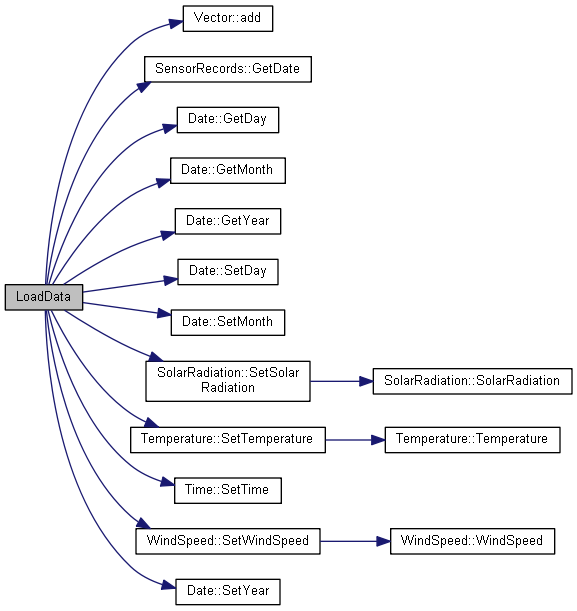 Vector::add
SensorRecords::GetDate
Date::GetDay
Date::GetMonth
Date::GetYear
Date::SetDay
LoadData
Date::SetMonth
SolarRadiation::SetSolar
Radiation
SolarRadiation::SolarRadiation
Temperature::SetTemperature
Temperature::Temperature
Time::SetTime
WindSpeed::SetWindSpeed
WindSpeed::WindSpeed
Date::SetYear